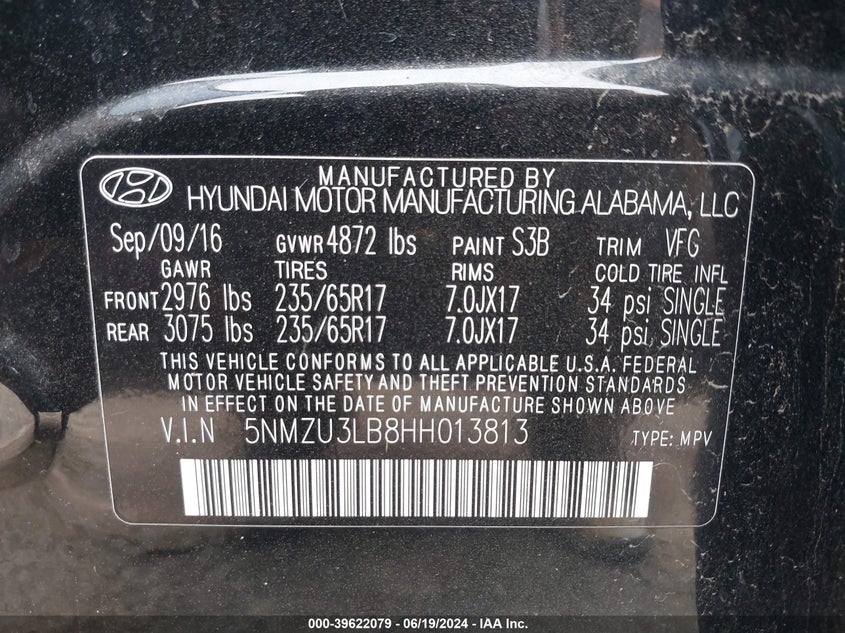 MANUFACTURED BY
HYUNDAI MOTOR MANUFACTURING ALABAMA, LLC
Sep/09/16 GVWR 4872 lbs PAINT S3B TRIM VFG
GAWR TIRES RIMS COLD TIRE INFL
FRONT 2976 lbs 235/65R17 7.0JX17 34 psi SINGLE
REAR 3075 lbs 235/65R17 7.0JX17 34 psi SINGLE
THIS VEHICLE CONFORMS TO ALL APPLICABLE U.S.A. FEDERAL
MOTOR VEHICLE SAFETY AND THEFT PREVENTION STANDARDS
IN EFFECT ON THE DATE OF MANUFACTURE SHOWN ABOVE
V.I.N 5NMZU3LB8HH013813 TYPE: MPV
000-39622079 - 06/19/2024 - IAA Inc.